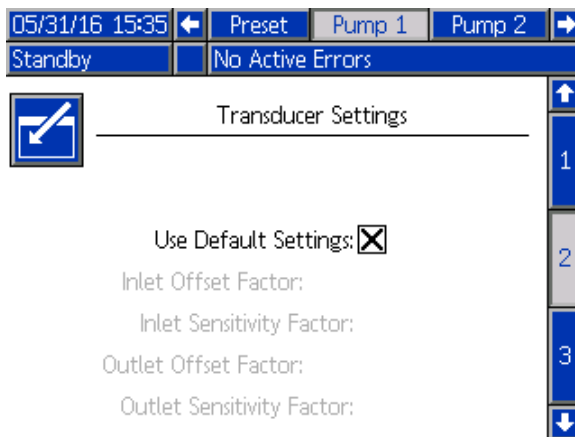 05/31/16 15:35 Preset Pump 1 Pump 2
Standby No Active Errors
Transducer Settings
1
Use Default Settings:
2
Inlet Offset Factor:
Inlet Sensitivity Factor:
3
Outlet Offset Factor:
Outlet Sensitivity Factor: